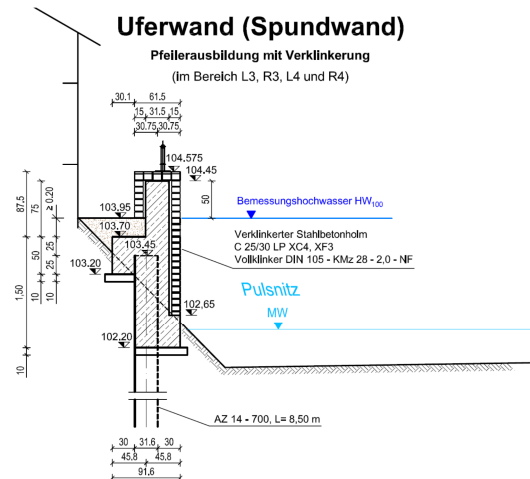 Uferwand (Spundwand)
Pfeilerausbildung mit Verklinkerung
(im Bereich L3, R3, L4 und R4)
30.1 61.5
15 31.5 15
30.75 30.75
104.575
104.45
87.5
75
≥ 0.20
50
103.95
Bemessungshochwasser HW100
103.70
Verklinkerter Stahlbetonholm
C 25/30 LP XC4, XF3
Vollklinker DIN 105 - KMz 28 - 2,0 - NF
103.45
50
25
25
103.20
1,50
10
10
Pulsnitz
MW
102,65
102.20
10
AZ 14 - 700, L= 8,50 m
30 31.6 30
45.8 45.8
91.6